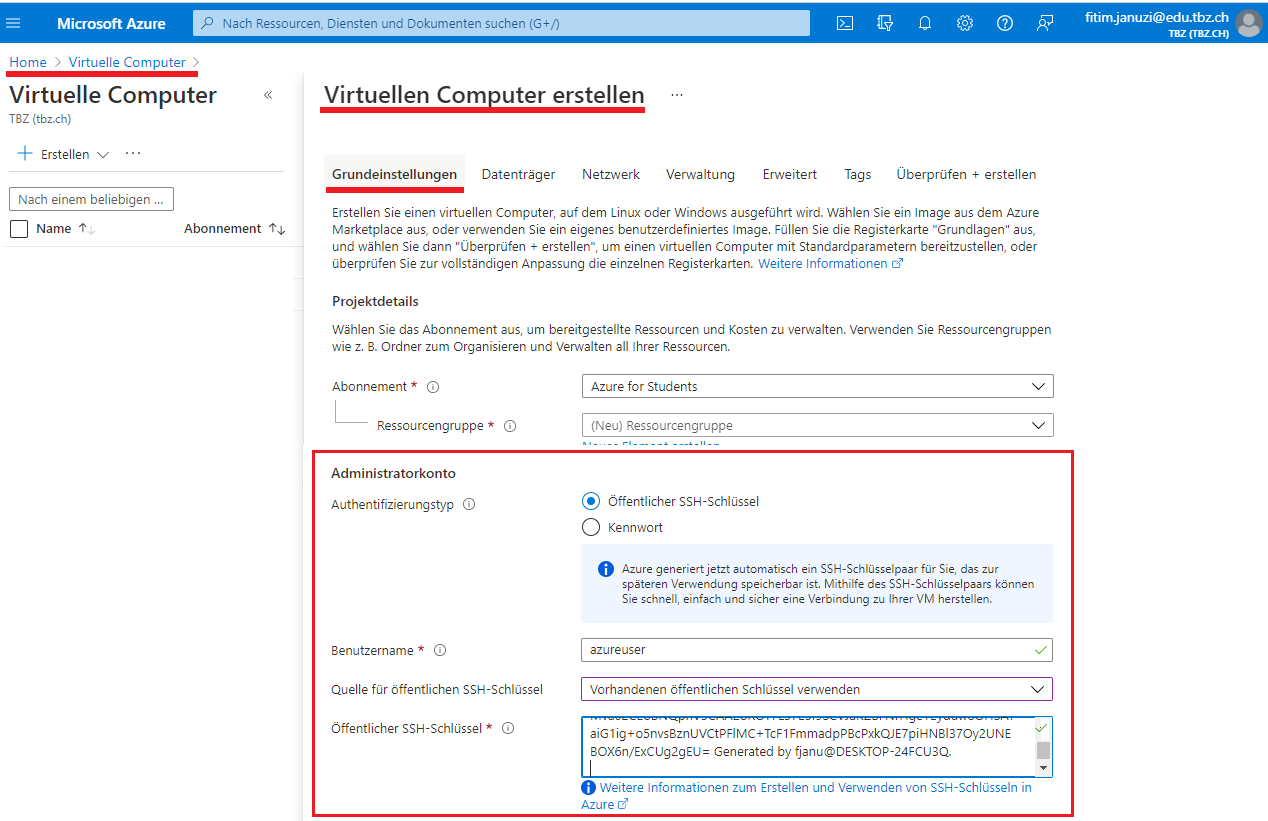 Microsoft Azure
Nach Ressourcen, Diensten und Dokumenten suchen (G+/)
fitim.januzi@edu.tbz.ch
TBZ (TBZ.CH)
Home > Virtuelle Computer >
Virtuelle Computer
TBZ (tbz.ch)
Erstellen
Nach einem beliebigen ...
Name
Abonnement
Virtuellen Computer erstellen
Grundeinstellungen Datenträger Netzwerk Verwaltung Erweitert Tags Überprüfen + erstellen
Erstellen Sie einen virtuellen Computer, auf dem Linux oder Windows ausgeführt wird. Wählen Sie ein Image aus dem Azure
Marketplace aus, oder verwenden Sie ein eigenes benutzerdefiniertes Image. Füllen Sie die Registerkarte "Grundlagen" aus,
und wählen Sie dann "Überprüfen + erstellen", um einen virtuellen Computer mit Standardparametern bereitzustellen, oder
überprüfen Sie zur vollständigen Anpassung die einzelnen Registerkarten. Weitere Informationen
Projektdetails
Wählen Sie das Abonnement aus, um bereitgestellte Ressourcen und Kosten zu verwalten. Verwenden Sie Ressourcengruppen
wie z. B. Ordner zum Organisieren und Verwalten all Ihrer Ressourcen.
Abonnement *
Azure for Students
Ressourcengruppe *
(Neu) Ressourcengruppe
Neues Element erstellen
Administratorkonto
Authentifizierungstyp
Öffentlicher SSH-Schlüssel
Kennwort
Azure generiert jetzt automatisch ein SSH-Schlüsselpaar für Sie, das zur
späteren Verwendung speicherbar ist. Mithilfe des SSH-Schlüsselpaars können
Sie schnell, einfach und sicher eine Verbindung zu Ihrer VM herstellen.
Benutzername *
azureuser
Quelle für öffentlichen SSH-Schlüssel
Vorhandenen öffentlichen Schlüssel verwenden
Öffentlicher SSH-Schlüssel *
aiG1ig+o5nvsBznUVCtPFlMC+TcF1FmmadpPBcPxkQJE7piHNBl37Oy2UNE
BOX6n/ExCUg2gEU= Generated by fjanu@DESKTOP-24FCU3Q.
Weitere Informationen zum Erstellen und Verwenden von SSH-Schlüsseln in
Azure